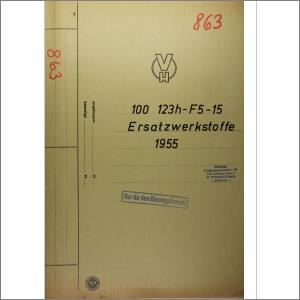 863
863
VH
100 123h-F5-15
Ersatzwerkstoffe
1955
Nur für den Dienstgebrauch